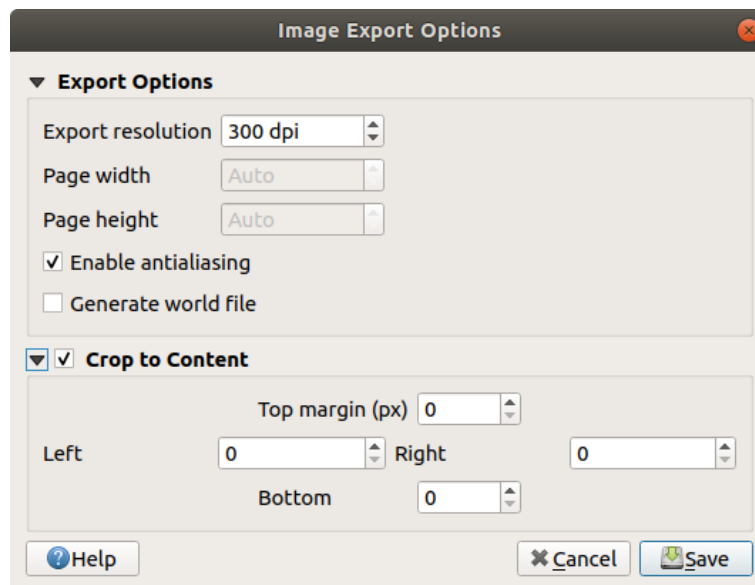 Image Export Options
Export Options
Export resolution 300 dpi
Page width Auto
Page height Auto
Enable antialiasing
Generate world file
Crop to Content
Top margin (px) 0
Left 0 Right 0
Bottom 0
Help Cancel Save